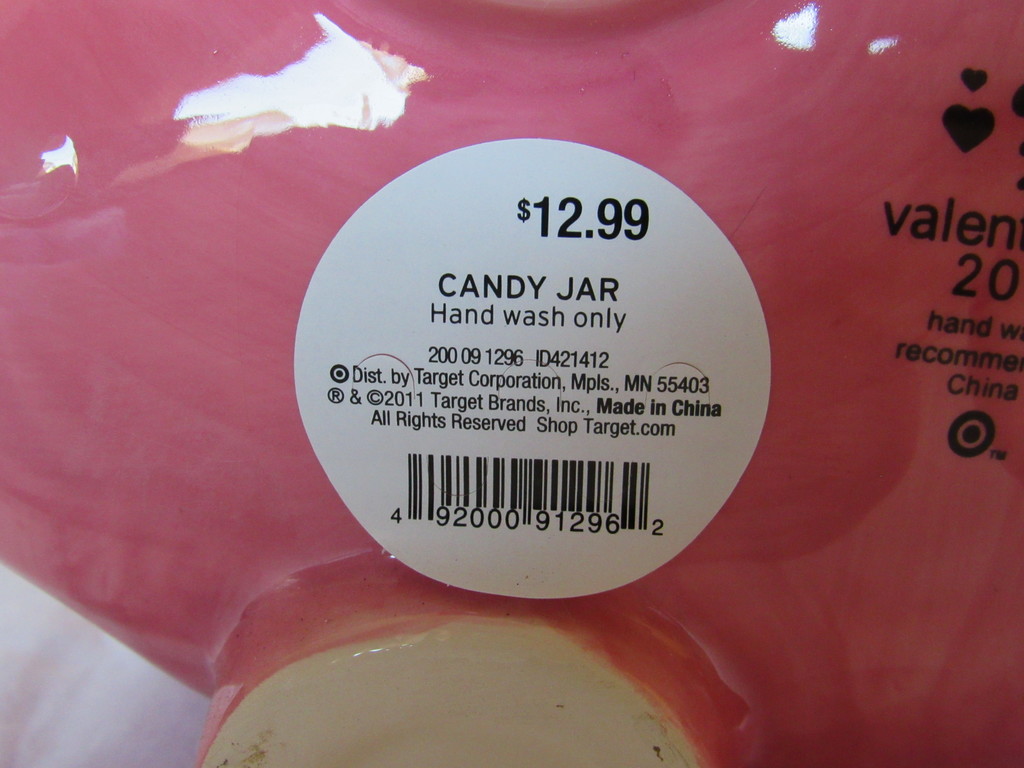 $12.99
CANDY JAR
Hand wash only
200 09 1296 ID421412
Dist. by Target Corporation, Mpls., MN 55403
® & ©2011 Target Brands, Inc., Made in China
All Rights Reserved Shop Target.com
4 92000 91296 2
valent
20
hand wa
recommen
China
TM